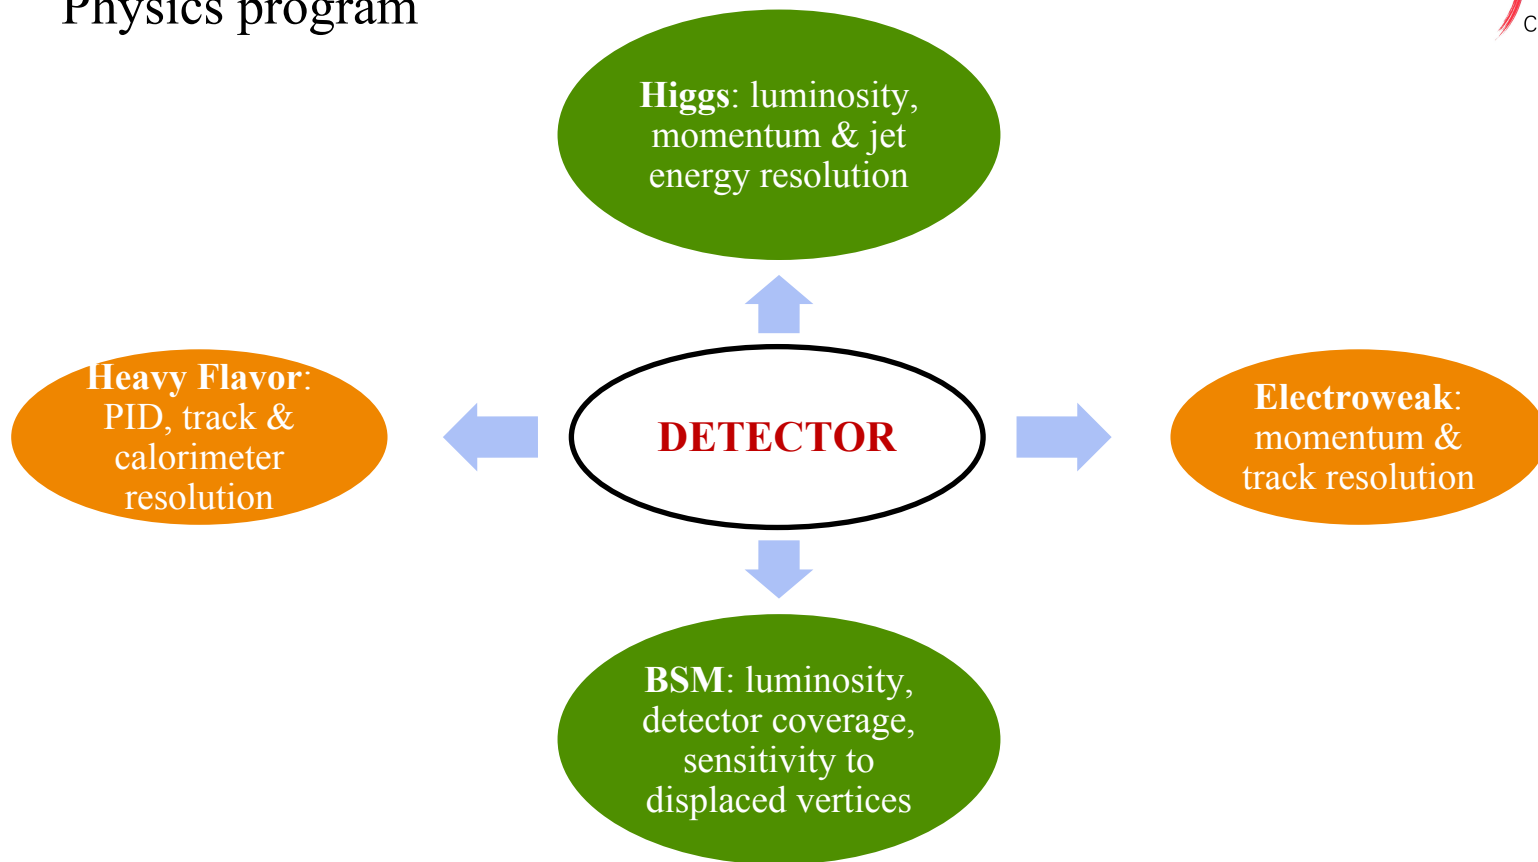 Physics program
C
Higgs: luminosity,
momentum & jet
energy resolution
Heavy Flavor:
PID, track &
calorimeter
resolution
DETECTOR
Electroweak:
momentum &
track resolution
BSM: luminosity,
detector coverage,
sensitivity to
displaced vertices